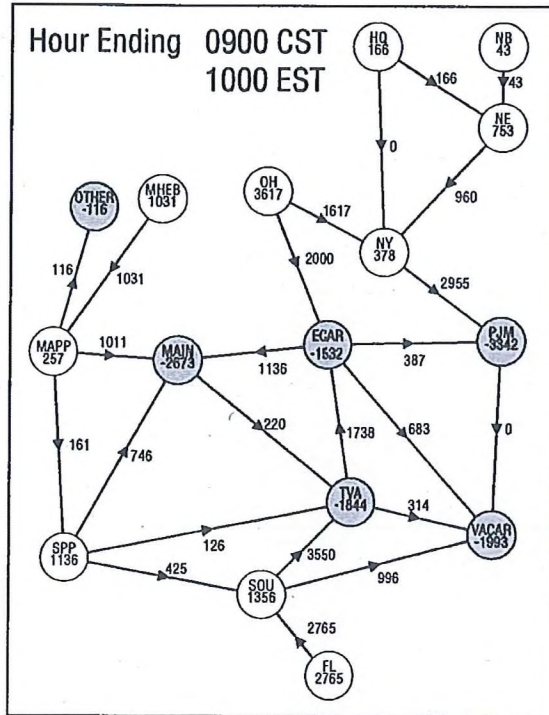 Hour Ending 0900 CST
1000 EST
HQ
166
NB
43
166
43
NE
753
0
960
OTHER
-116
MHEB
1031
OH
3617
1617
NY
378
116
1031
2000
2955
MAPP
257
1011
MAIN
-2673
1136
ECAR
-1532
387
PJM
-3342
161
746
220
1738
683
0
TVA
-1844
314
VACAR
-1993
SPP
1136
126
3550
425
SOU
1356
996
2765
FL
2765